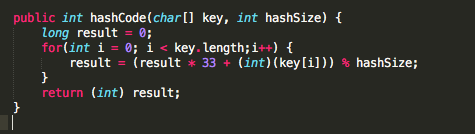 public int hashCode(char[] key, int hashSize) {
    long result = 0;
    for(int i = 0; i < key.length;i++) {
        result = (result * 33 + (int)(key[i])) % hashSize;
    }
    return (int) result;
}